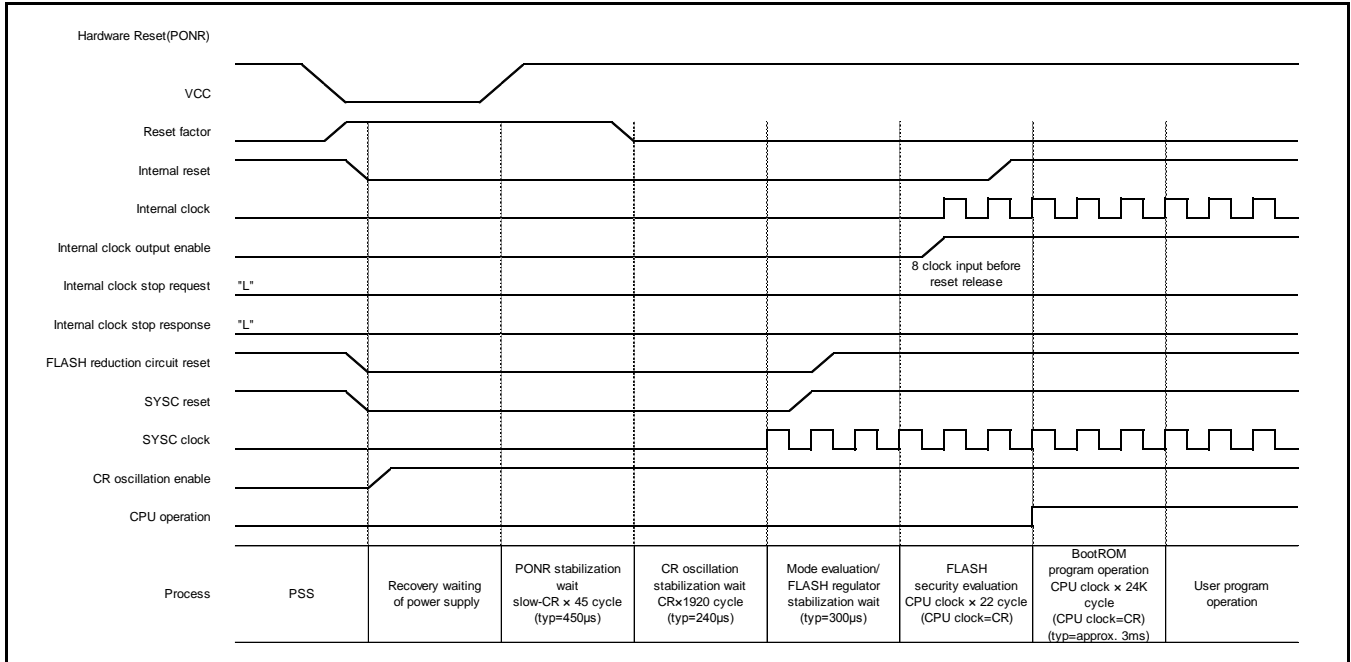 Hardware Reset(PONR)
VCC
Reset factor
Internal reset
Internal clock
Internal clock output enable
8 clock input before
reset release
Internal clock stop request
"L"
Internal clock stop response
"L"
FLASH reduction circuit reset
SYSC reset
SYSC clock
CR oscillation enable
CPU operation
Process
PSS
Recovery waiting
of power supply
PONR stabilization
wait
slow-CR × 45 cycle
(typ=450µs)
CR oscillation
stabilization wait
CR×1920 cycle
(typ=240µs)
Mode evaluation/
FLASH regulator
stabilization wait
(typ=300µs)
FLASH
security evaluation
CPU clock × 22 cycle
(CPU clock=CR)
BootROM
program operation
CPU clock × 24K
cycle
(CPU clock=CR)
(typ=approx. 3ms)
User program
operation